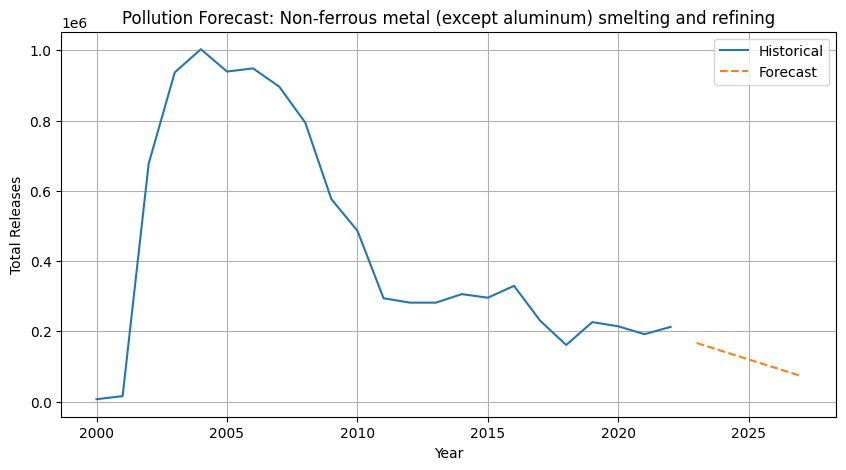 Pollution Forecast: Non-ferrous metal (except aluminum) smelting and refining
1e6
1.0
0.8
0.6
0.4
0.2
0.0
Total Releases
Historical
Forecast
2000
2005
2010
2015
2020
2025
Year